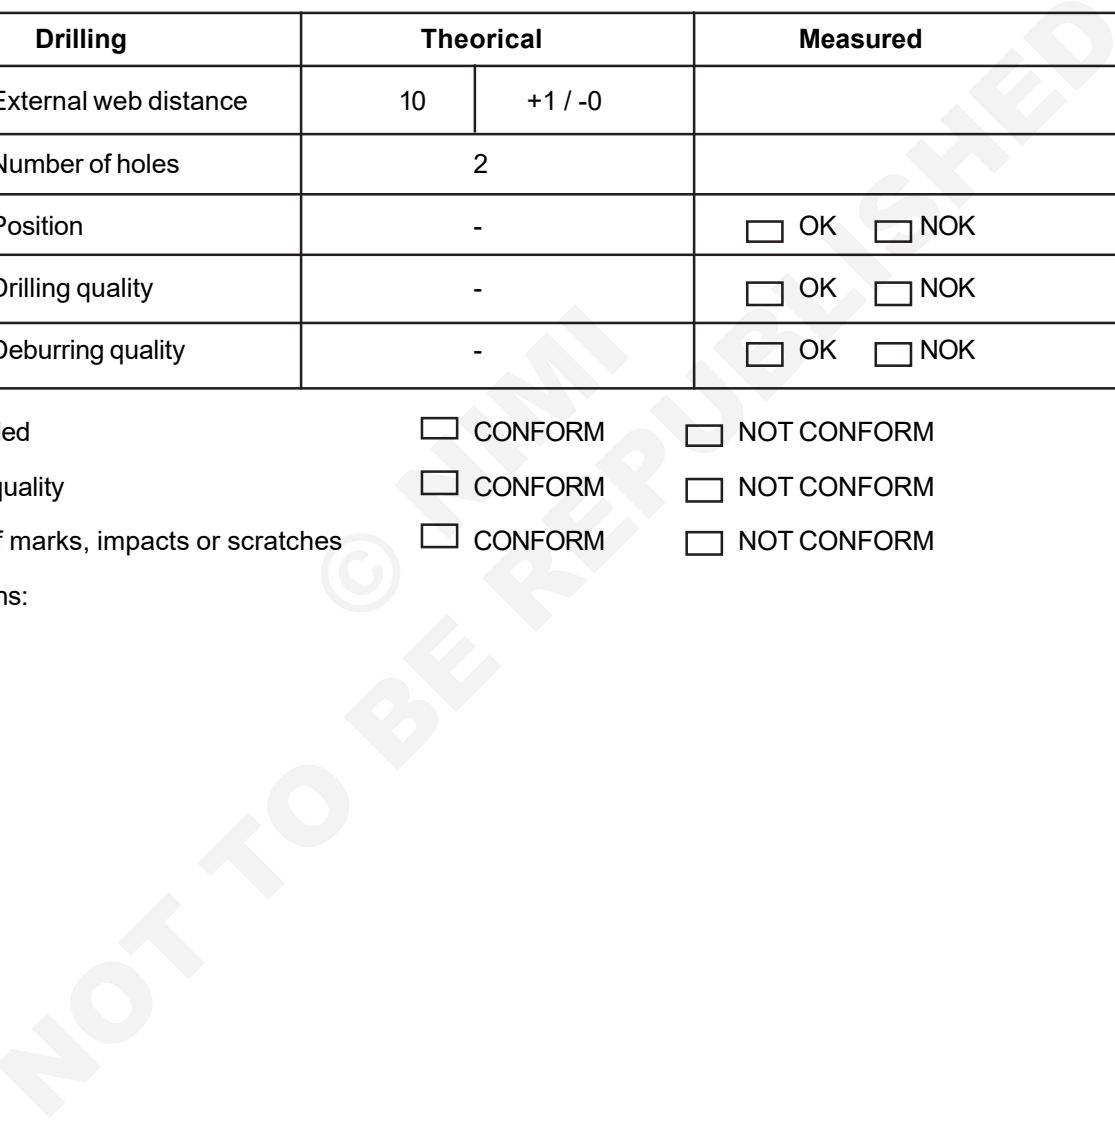 Drilling Theorical Measured
External web distance 10 +1 / -0
Number of holes 2
Position - OK NOK
Drilling quality - OK NOK
Deburring quality - OK NOK
CONFORM NOT CONFORM
quality CONFORM NOT CONFORM
marks, impacts or scratches CONFORM NOT CONFORM
© NIMI
NOT TO BE REPUBLISHED